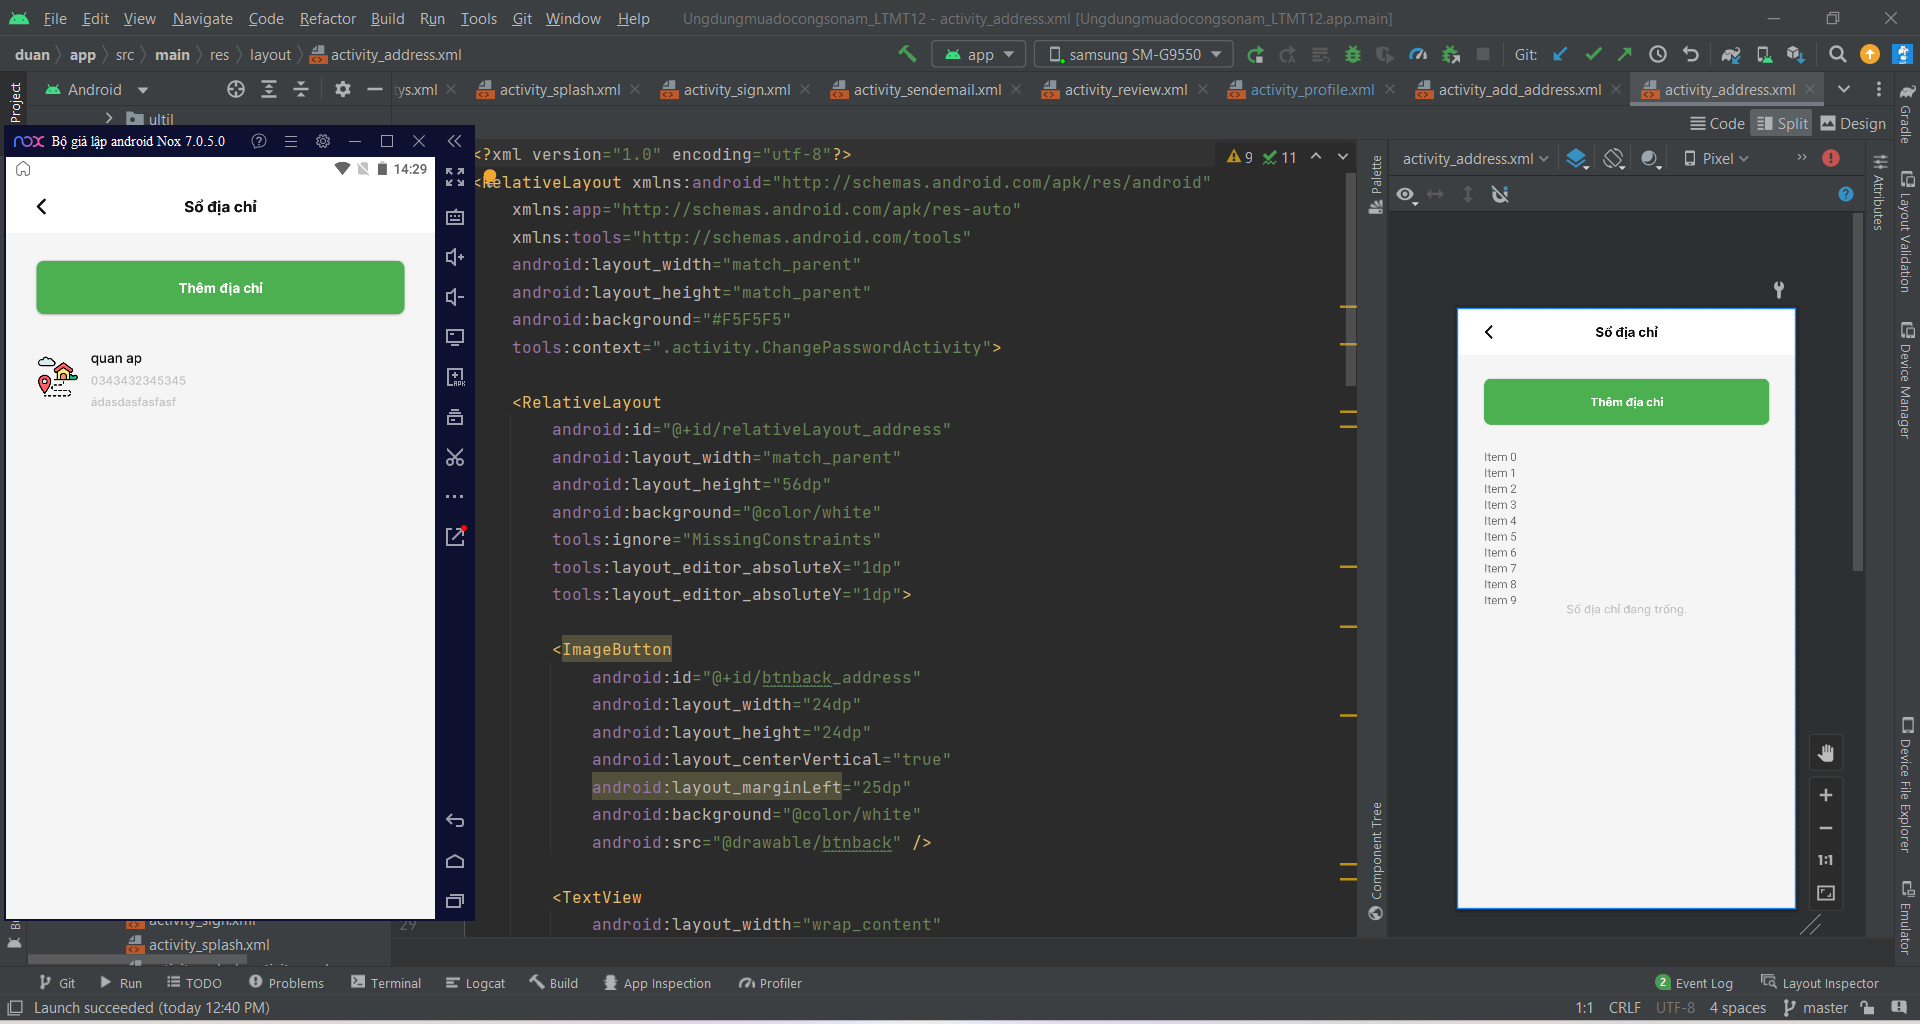 File Edit View Navigate Code Refactor Build Run Tools Git Window Help Ungdungmuadocongsonam_LTMT12 - activity_address.xml [Ungdungmuadocongsonam_LTMT12.app.main]
duan app src main res layout activity_address.xml app samsung SM-G9550 Git:
Project Android ys.xml activity_splash.xml activity_sign.xml activity_sendemail.xml activity_review.xml activity_profile.xml activity_add_address.xml activity_address.xml
ultil Code Split Design
nox Bộ giả lập android Nox 7.0.5.0
14:29
Sổ địa chỉ
Thêm địa chỉ
quan ap
0343432345345
ádasdasfasfasf
APK
<?xml version="1.0" encoding="utf-8"?> 9 11
<RelativeLayout xmlns:android="http://schemas.android.com/apk/res/android"
xmlns:app="http://schemas.android.com/apk/res-auto"
xmlns:tools="http://schemas.android.com/tools"
android:layout_width="match_parent"
android:layout_height="match_parent"
android:background="#F5F5F5"
tools:context=".activity.ChangePasswordActivity">
<RelativeLayout
android:id="@+id/relativeLayout_address"
android:layout_width="match_parent"
android:layout_height="56dp"
android:background="@color/white"
tools:ignore="MissingConstraints"
tools:layout_editor_absoluteX="1dp"
tools:layout_editor_absoluteY="1dp">
<ImageButton
android:id="@+id/btnback_address"
android:layout_width="24dp"
android:layout_height="24dp"
android:layout_centerVertical="true"
android:layout_marginLeft="25dp"
android:background="@color/white"
android:src="@drawable/btnback" />
<TextView
29 android:layout_width="wrap_content"
Palette
Component Tree
activity_address.xml Pixel
Sổ địa chỉ
Thêm địa chỉ
Item 0
Item 1
Item 2
Item 3
Item 4
Item 5
Item 6
Item 7
Item 8
Item 9
Sổ địa chỉ đang trống.
1:1
Attributes
Gradle
Layout Validation
Device Manager
Device File Explorer
Emulator
activity_sign.xml
activity_splash.xml
Git Run TODO Problems Terminal Logcat Build App Inspection Profiler 2 Event Log Layout Inspector
Launch succeeded (today 12:40 PM) 1:1 CRLF UTF-8 4 spaces master